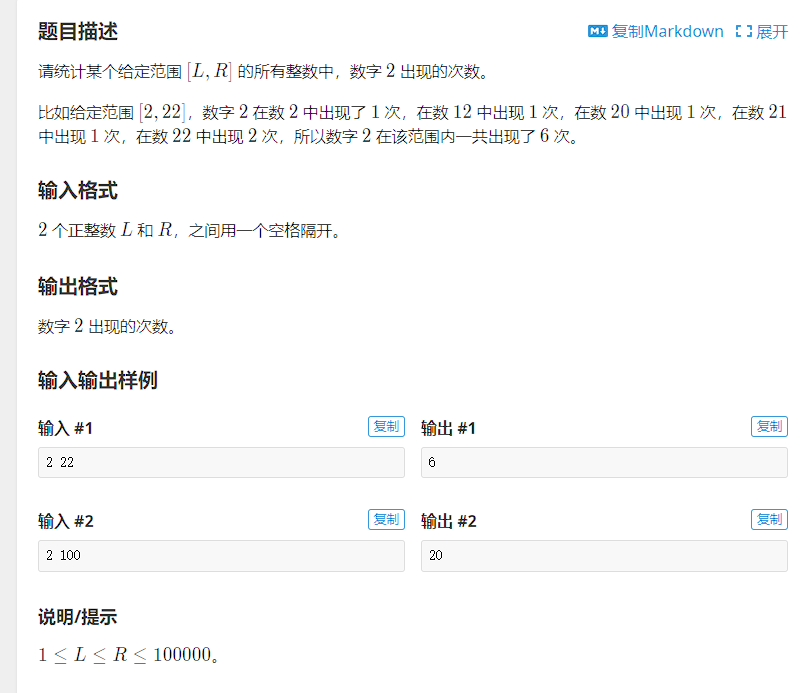 题目描述
复制Markdown 展开
请统计某个给定范围 [L, R] 的所有整数中，数字 2 出现的次数。
比如给定范围 [2, 22]，数字 2 在数 2 中出现了 1 次，在数 12 中出现 1 次，在数 20 中出现 1 次，在数 21
中出现 1 次，在数 22 中出现 2 次，所以数字 2 在该范围内一共出现了 6 次。
输入格式
2 个正整数 L 和 R，之间用一个空格隔开。
输出格式
数字 2 出现的次数。
输入输出样例
输入 #1 复制 输出 #1 复制
2 22 6
输入 #2 复制 输出 #2 复制
2 100 20
说明/提示
1 ≤ L ≤ R ≤ 100000。